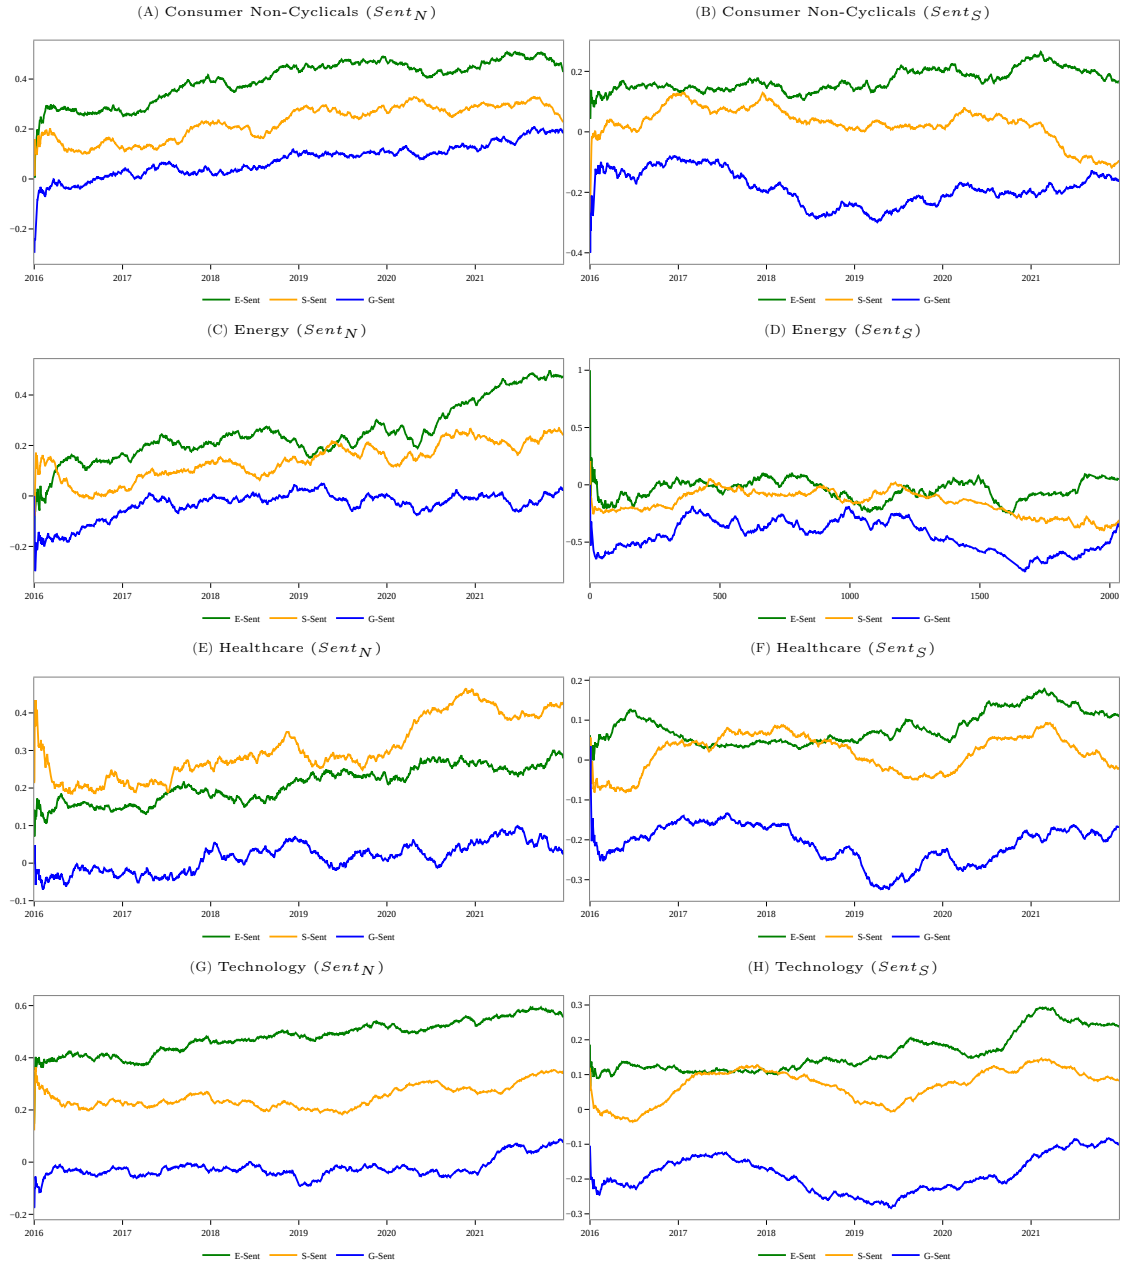 (A) Consumer Non-Cyclicals (Sent_N)
0.4
0.2
0
−0.2
2016 2017 2018 2019 2020 2021
E-Sent S-Sent G-Sent
(B) Consumer Non-Cyclicals (Sent_S)
0.2
0
−0.2
−0.4
2016 2017 2018 2019 2020 2021
E-Sent S-Sent G-Sent
(C) Energy (Sent_N)
0.4
0.2
0
−0.2
2016 2017 2018 2019 2020 2021
E-Sent S-Sent G-Sent
(D) Energy (Sent_S)
1
0.5
0
−0.5
0 500 1000 1500 2000
E-Sent S-Sent G-Sent
(E) Healthcare (Sent_N)
0.4
0.3
0.2
0.1
0
−0.1
2016 2017 2018 2019 2020 2021
E-Sent S-Sent G-Sent
(F) Healthcare (Sent_S)
0.2
0.1
0
−0.1
−0.2
−0.3
2016 2017 2018 2019 2020 2021
E-Sent S-Sent G-Sent
(G) Technology (Sent_N)
0.6
0.4
0.2
0
−0.2
2016 2017 2018 2019 2020 2021
E-Sent S-Sent G-Sent
(H) Technology (Sent_S)
0.3
0.2
0.1
0
−0.1
−0.2
−0.3
2016 2017 2018 2019 2020 2021
E-Sent S-Sent G-Sent